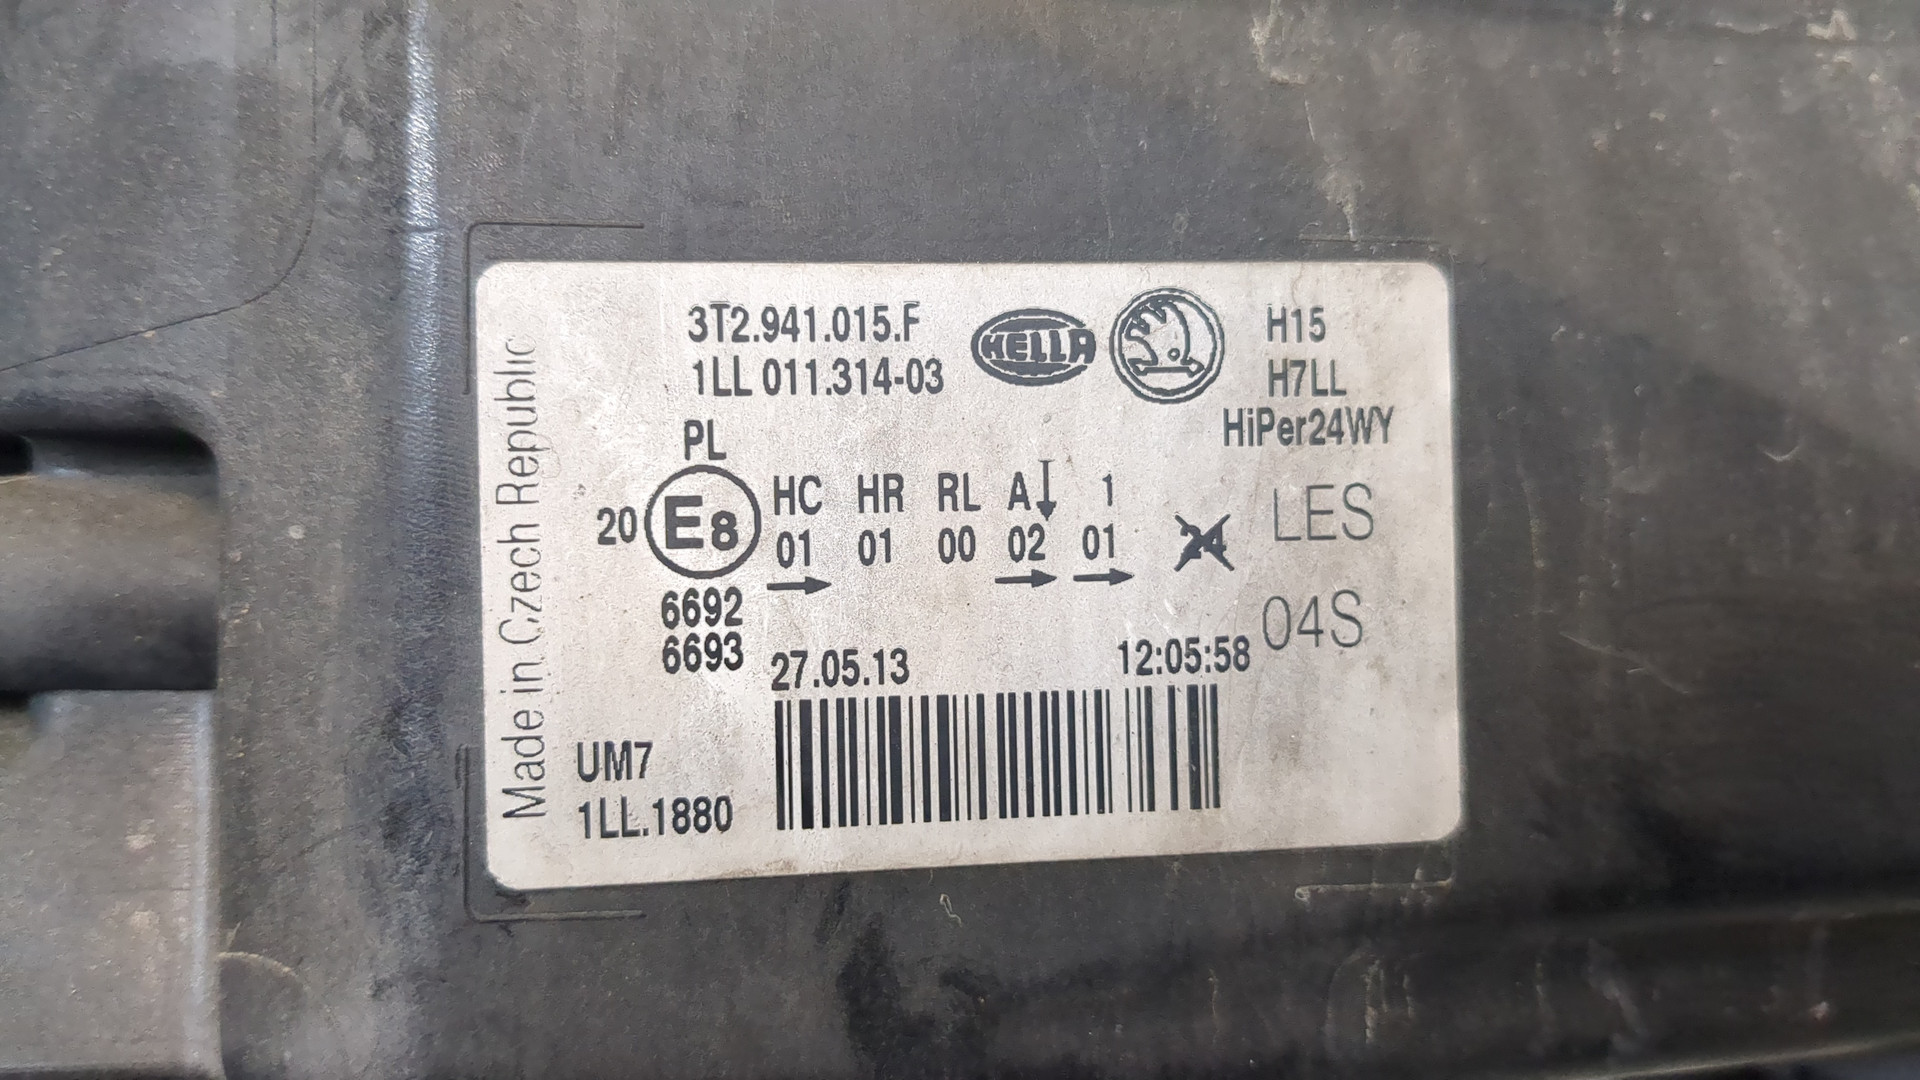 3T2.941.015.F
1LL 011.314-03
HELLA
H15
H7LL
HiPer24WY
PL
20 E8
HC HR RL A 1
01 01 00 02 01
24
LES
04S
6692
6693
27.05.13 12:05:58
UM7
1LL.1880
Made in Czech Republic